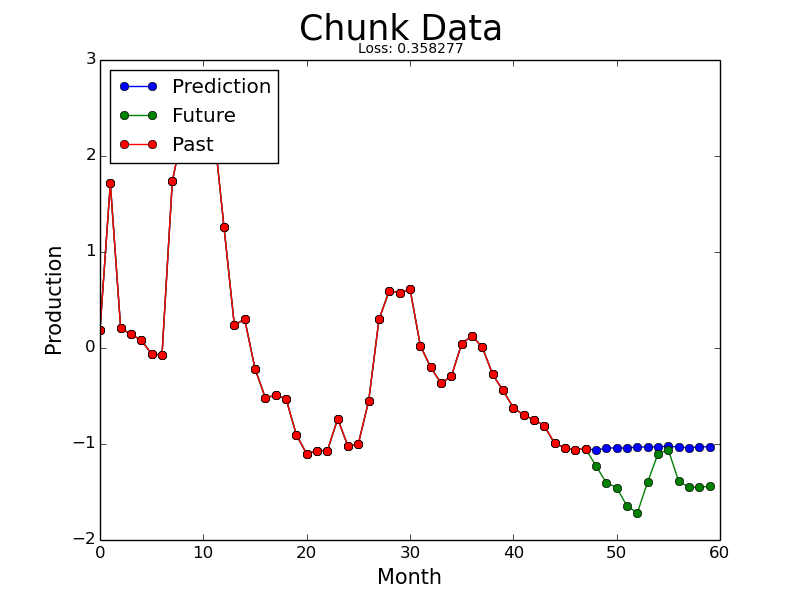 Chunk Data
Loss: 0.358277
Prediction
Future
Past
3
2
1
0
−1
−2
Production
0 10 20 30 40 50 60
Month